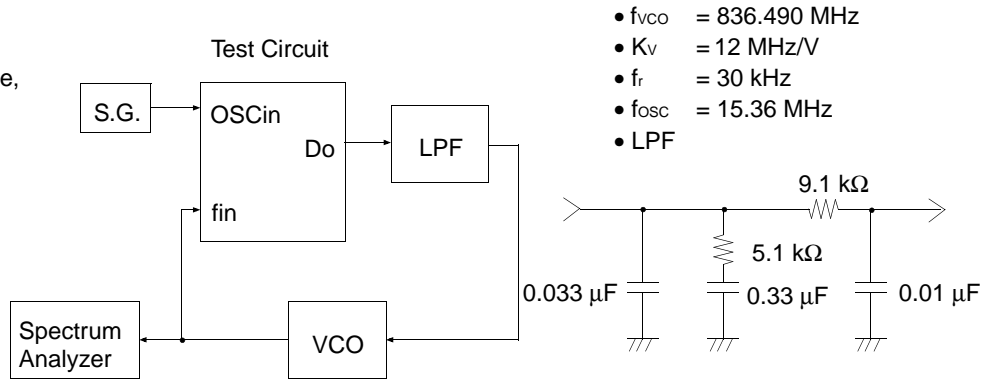 • fVCO = 836.490 MHz
• KV = 12 MHz/V
• fr = 30 kHz
• fOSC = 15.36 MHz
• LPF
Test Circuit
e,
S.G.
OSCin
Do
LPF
fin
9.1 kΩ
5.1 kΩ
0.033 μF
0.33 μF
0.01 μF
Spectrum
Analyzer
VCO